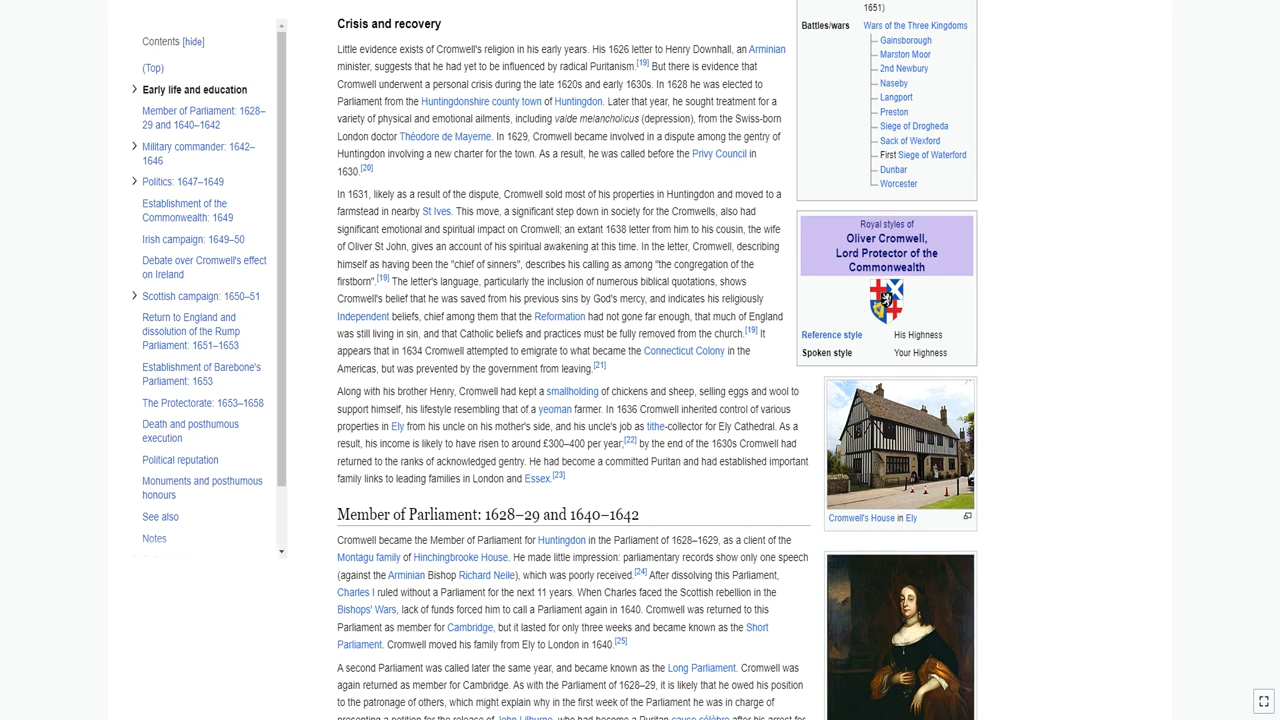 Contents [hide]
(Top)
Early life and education
Member of Parliament: 1628–
29 and 1640–1642
Military commander: 1642–
1646
Politics: 1647–1649
Establishment of the
Commonwealth: 1649
Irish campaign: 1649–50
Debate over Cromwell's effect
on Ireland
Scottish campaign: 1650–51
Return to England and
dissolution of the Rump
Parliament: 1651–1653
Establishment of Barebone's
Parliament: 1653
The Protectorate: 1653–1658
Death and posthumous
execution
Political reputation
Monuments and posthumous
honours
See also
Notes
Crisis and recovery
Little evidence exists of Cromwell's religion in his early years. His 1626 letter to Henry Downhall, an Arminian
minister, suggests that he had yet to be influenced by radical Puritanism.[19] But there is evidence that
Cromwell underwent a personal crisis during the late 1620s and early 1630s. In 1628 he was elected to
Parliament from the Huntingdonshire county town of Huntingdon. Later that year, he sought treatment for a
variety of physical and emotional ailments, including valde melancholicus (depression), from the Swiss-born
London doctor Théodore de Mayerne. In 1629, Cromwell became involved in a dispute among the gentry of
Huntingdon involving a new charter for the town. As a result, he was called before the Privy Council in
1630.[20]
In 1631, likely as a result of the dispute, Cromwell sold most of his properties in Huntingdon and moved to a
farmstead in nearby St Ives. This move, a significant step down in society for the Cromwells, also had
significant emotional and spiritual impact on Cromwell; an extant 1638 letter from him to his cousin, the wife
of Oliver St John, gives an account of his spiritual awakening at this time. In the letter, Cromwell, describing
himself as having been the "chief of sinners", describes his calling as among "the congregation of the
firstborn".[19] The letter's language, particularly the inclusion of numerous biblical quotations, shows
Cromwell's belief that he was saved from his previous sins by God's mercy, and indicates his religiously
Independent beliefs, chief among them that the Reformation had not gone far enough, that much of England
was still living in sin, and that Catholic beliefs and practices must be fully removed from the church.[19] It
appears that in 1634 Cromwell attempted to emigrate to what became the Connecticut Colony in the
Americas, but was prevented by the government from leaving.[21]
Along with his brother Henry, Cromwell had kept a smallholding of chickens and sheep, selling eggs and wool to
support himself, his lifestyle resembling that of a yeoman farmer. In 1636 Cromwell inherited control of various
properties in Ely from his uncle on his mother's side, and his uncle's job as tithe-collector for Ely Cathedral. As a
result, his income is likely to have risen to around £300–400 per year;[22] by the end of the 1630s Cromwell had
returned to the ranks of acknowledged gentry. He had become a committed Puritan and had established important
family links to leading families in London and Essex.[23]
Member of Parliament: 1628–29 and 1640–1642
Cromwell became the Member of Parliament for Huntingdon in the Parliament of 1628–1629, as a client of the
Montagu family of Hinchingbrooke House. He made little impression: parliamentary records show only one speech
(against the Arminian Bishop Richard Neile), which was poorly received.[24] After dissolving this Parliament,
Charles I ruled without a Parliament for the next 11 years. When Charles faced the Scottish rebellion in the
Bishops' Wars, lack of funds forced him to call a Parliament again in 1640. Cromwell was returned to this
Parliament as member for Cambridge, but it lasted for only three weeks and became known as the Short
Parliament. Cromwell moved his family from Ely to London in 1640.[25]
A second Parliament was called later the same year, and became known as the Long Parliament. Cromwell was
again returned as member for Cambridge. As with the Parliament of 1628–29, it is likely that he owed his position
to the patronage of others, which might explain why in the first week of the Parliament he was in charge of
presenting a petition for the release of John Lilburne, who had become a Puritan cause célèbre after his arrest for
1651)
Battles/wars Wars of the Three Kingdoms
Gainsborough
Marston Moor
2nd Newbury
Naseby
Langport
Preston
Siege of Drogheda
Sack of Wexford
First Siege of Waterford
Dunbar
Worcester
Royal styles of
Oliver Cromwell,
Lord Protector of the
Commonwealth
Reference style His Highness
Spoken style Your Highness
Cromwell's House in Ely